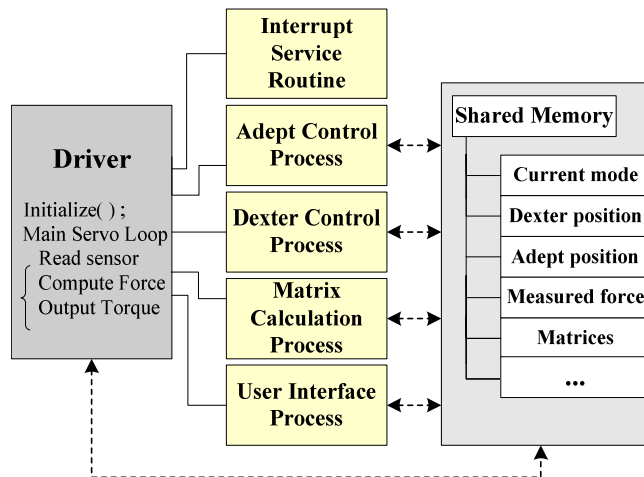 Driver
Initialize( ) ;
Main Servo Loop
Read sensor
Compute Force
Output Torque
Interrupt
Service
Routine
Adept Control
Process
Dexter Control
Process
Matrix
Calculation
Process
User Interface
Process
Shared Memory
Current mode
Dexter position
Adept position
Measured force
Matrices
...